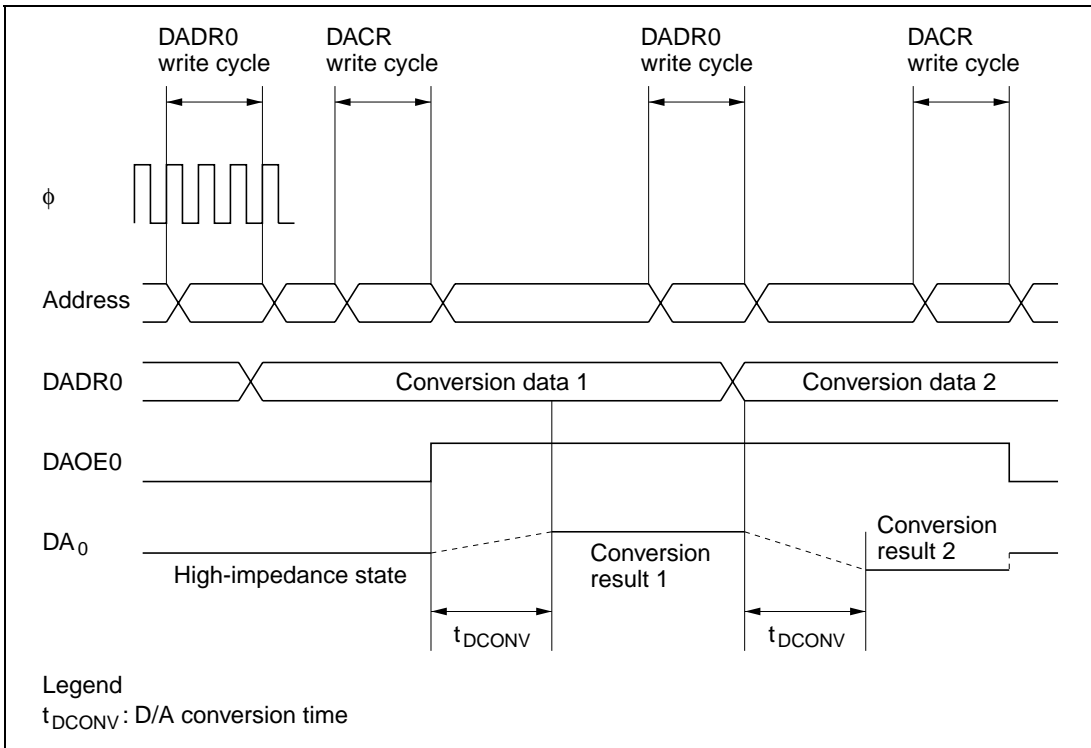 DADR0
write cycle
DACR
write cycle
DADR0
write cycle
DACR
write cycle
ϕ
Address
DADR0
Conversion data 1
Conversion data 2
DAOE0
DA0
High-impedance state
Conversion
result 1
Conversion
result 2
tDCONV
tDCONV
Legend
tDCONV : D/A conversion time